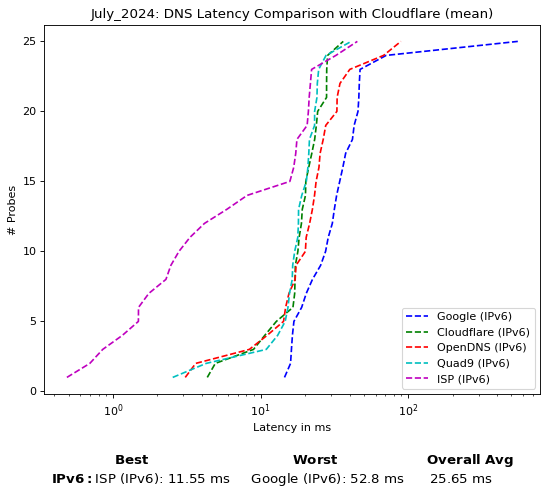 July_2024: DNS Latency Comparison with Cloudflare (mean)
25
20
15
10
5
0
# Probes
Google (IPv6)
Cloudflare (IPv6)
OpenDNS (IPv6)
Quad9 (IPv6)
ISP (IPv6)
10⁰ 10¹ 10²
Latency in ms
Best Worst Overall Avg
IPv6: ISP (IPv6): 11.55 ms Google (IPv6): 52.8 ms 25.65 ms